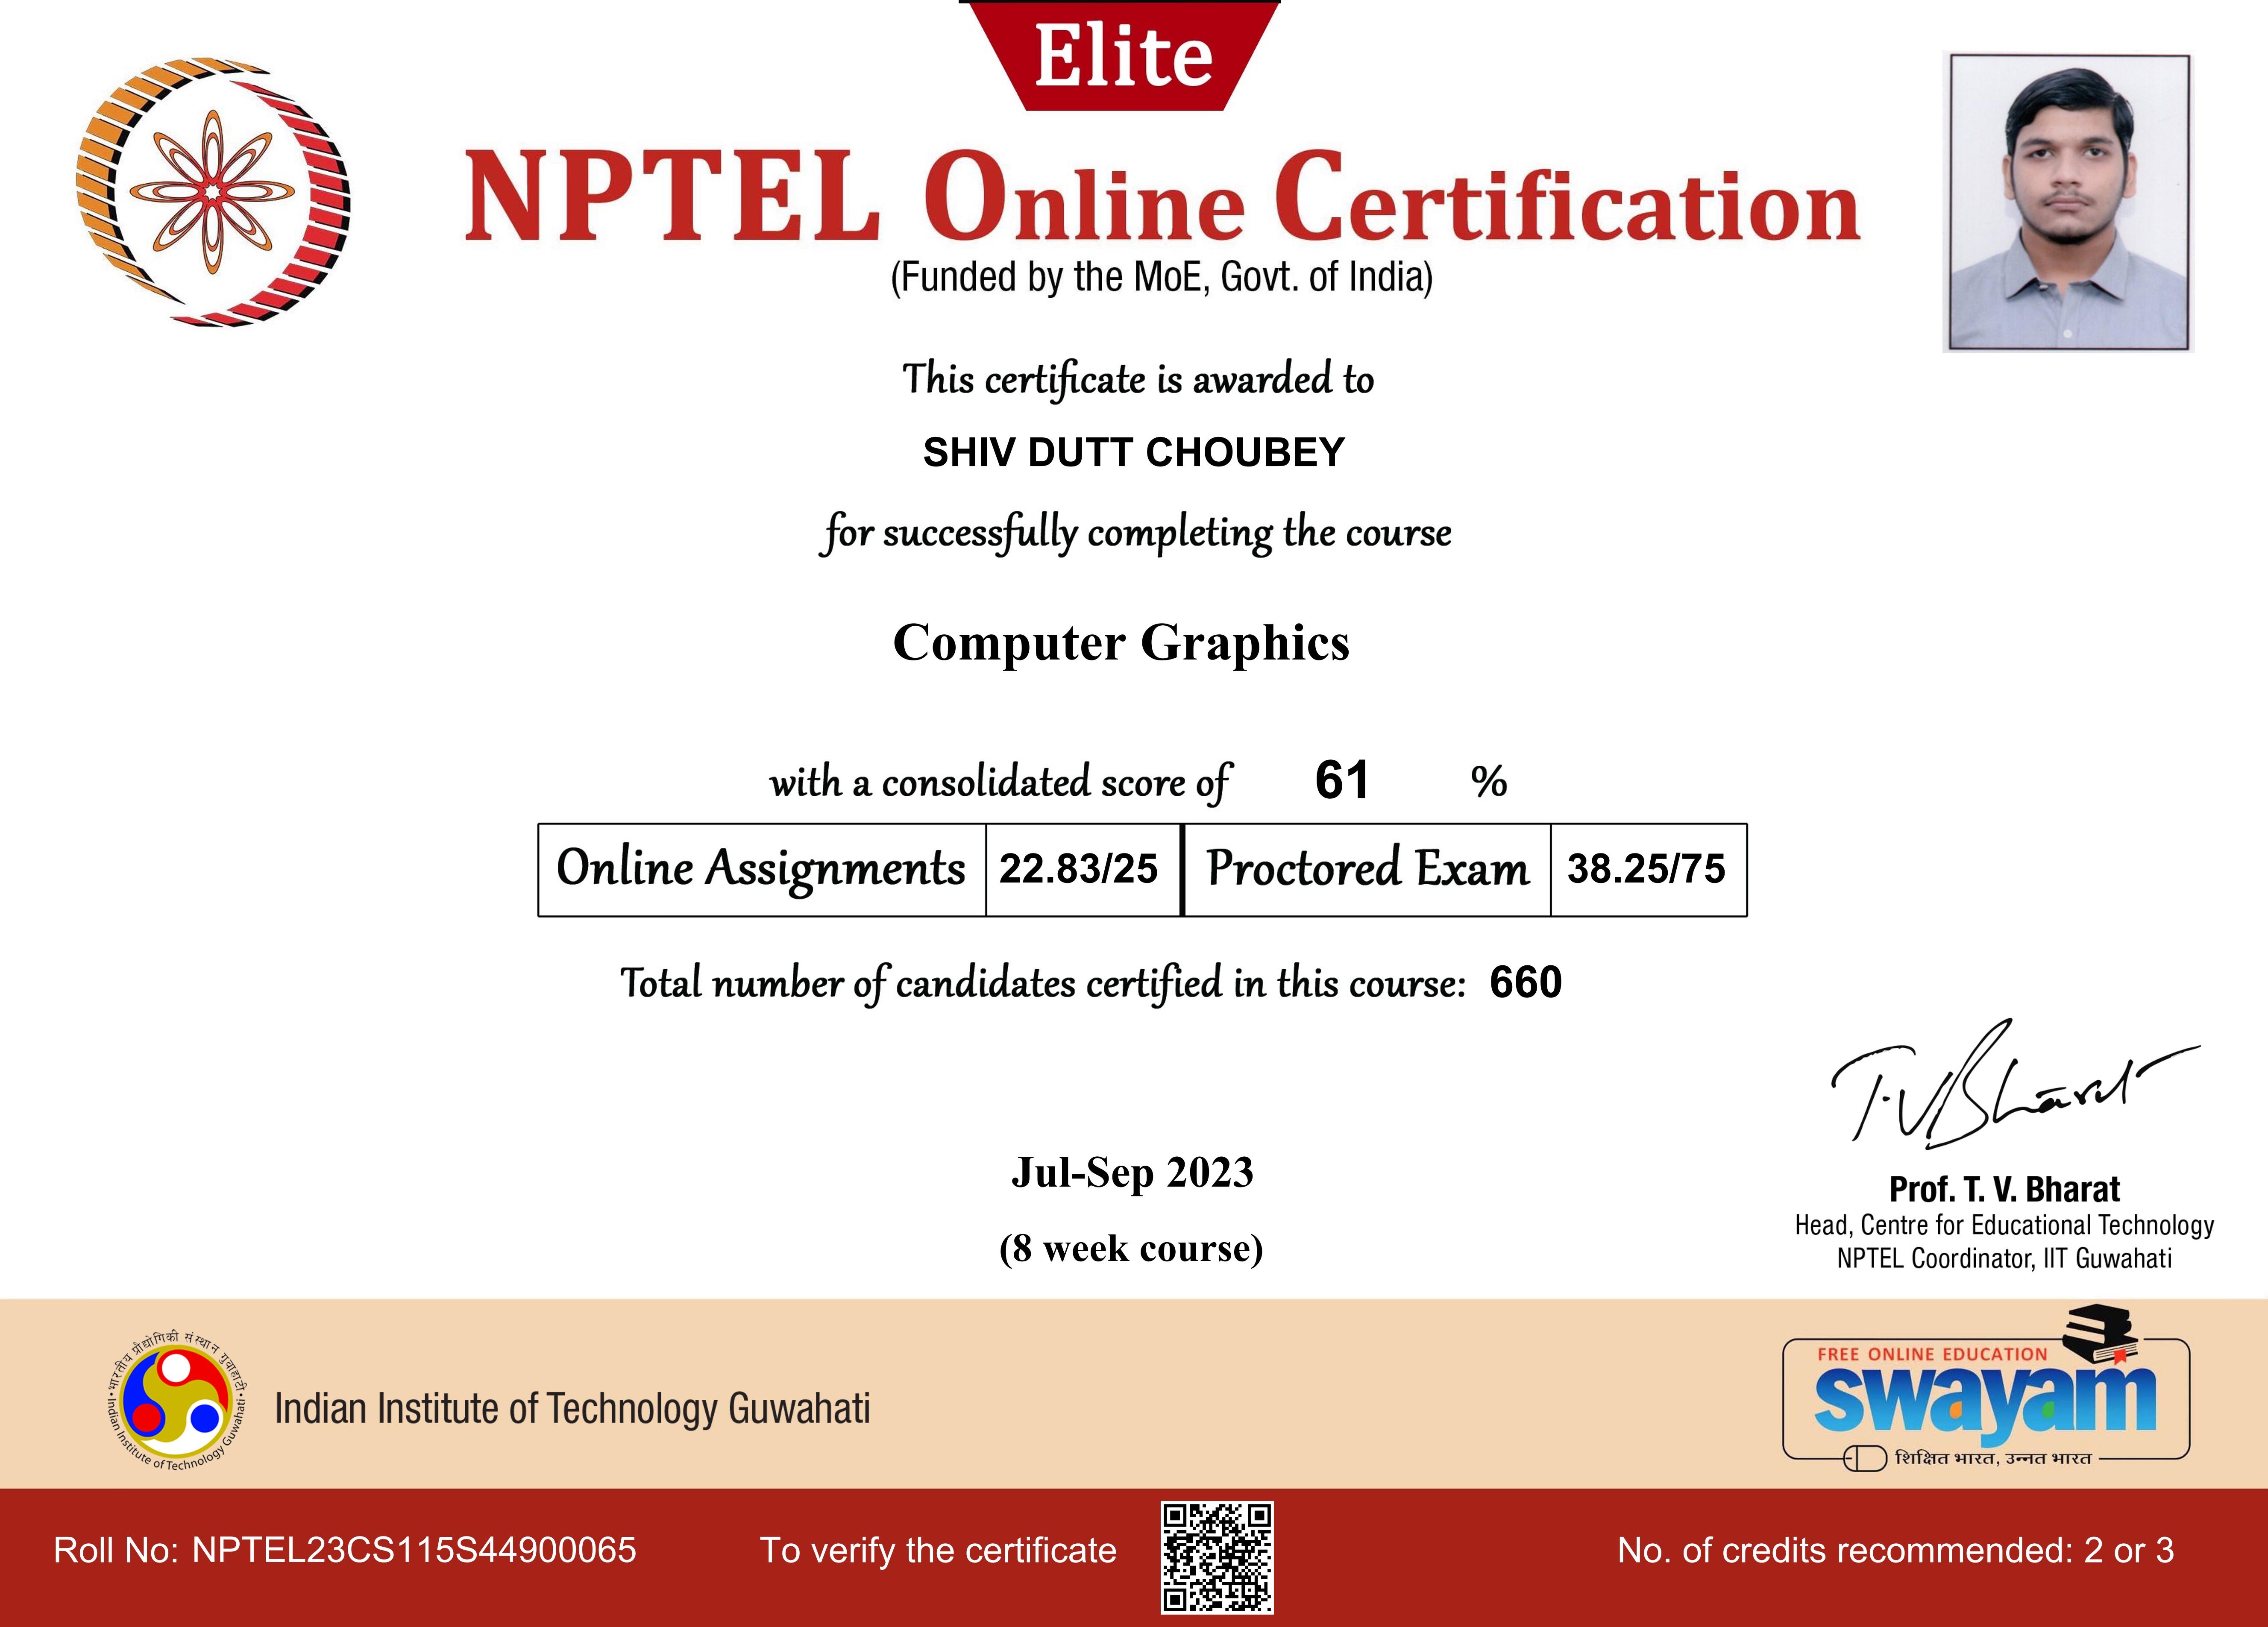 Elite
NPTEL Online Certification
(Funded by the MoE, Govt. of India)
This certificate is awarded to
SHIV DUTT CHOUBEY
for successfully completing the course
Computer Graphics
with a consolidated score of 61 %
Online Assignments 22.83/25 Proctored Exam 38.25/75
Total number of candidates certified in this course: 660
T.V Bharat
Jul-Sep 2023
(8 week course)
Prof. T. V. Bharat
Head, Centre for Educational Technology
NPTEL Coordinator, IIT Guwahati
भारतीय प्रौद्योगिकी संस्थान गुवाहाटी
Indian Institute of Technology Guwahati
Indian Institute of Technology Guwahati
FREE ONLINE EDUCATION
swayam
शिक्षित भारत, उन्नत भारत
Roll No: NPTEL23CS115S44900065
To verify the certificate
No. of credits recommended: 2 or 3